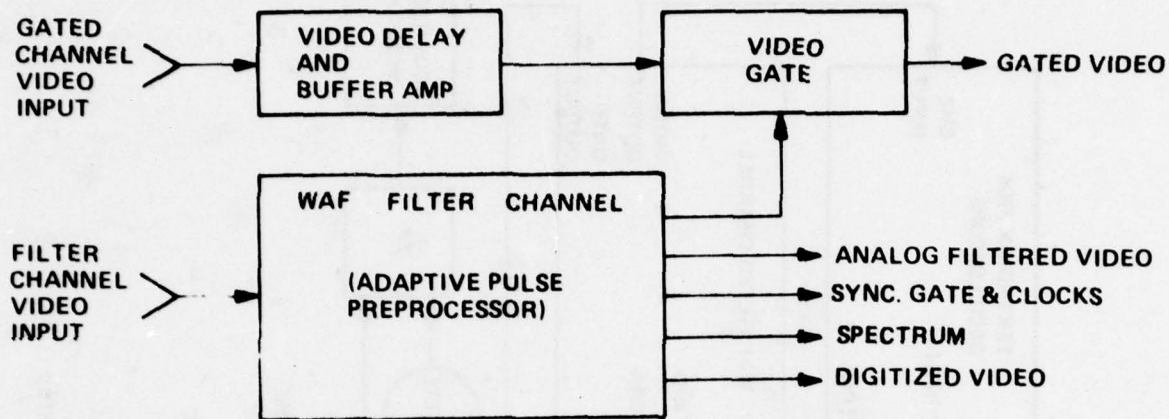 GATED
CHANNEL
VIDEO
INPUT
VIDEO DELAY
AND
BUFFER AMP
VIDEO
GATE
GATED VIDEO
WAF FILTER CHANNEL
(ADAPTIVE PULSE
PREPROCESSOR)
FILTER
CHANNEL
VIDEO
INPUT
ANALOG FILTERED VIDEO
SYNC. GATE & CLOCKS
SPECTRUM
DIGITIZED VIDEO